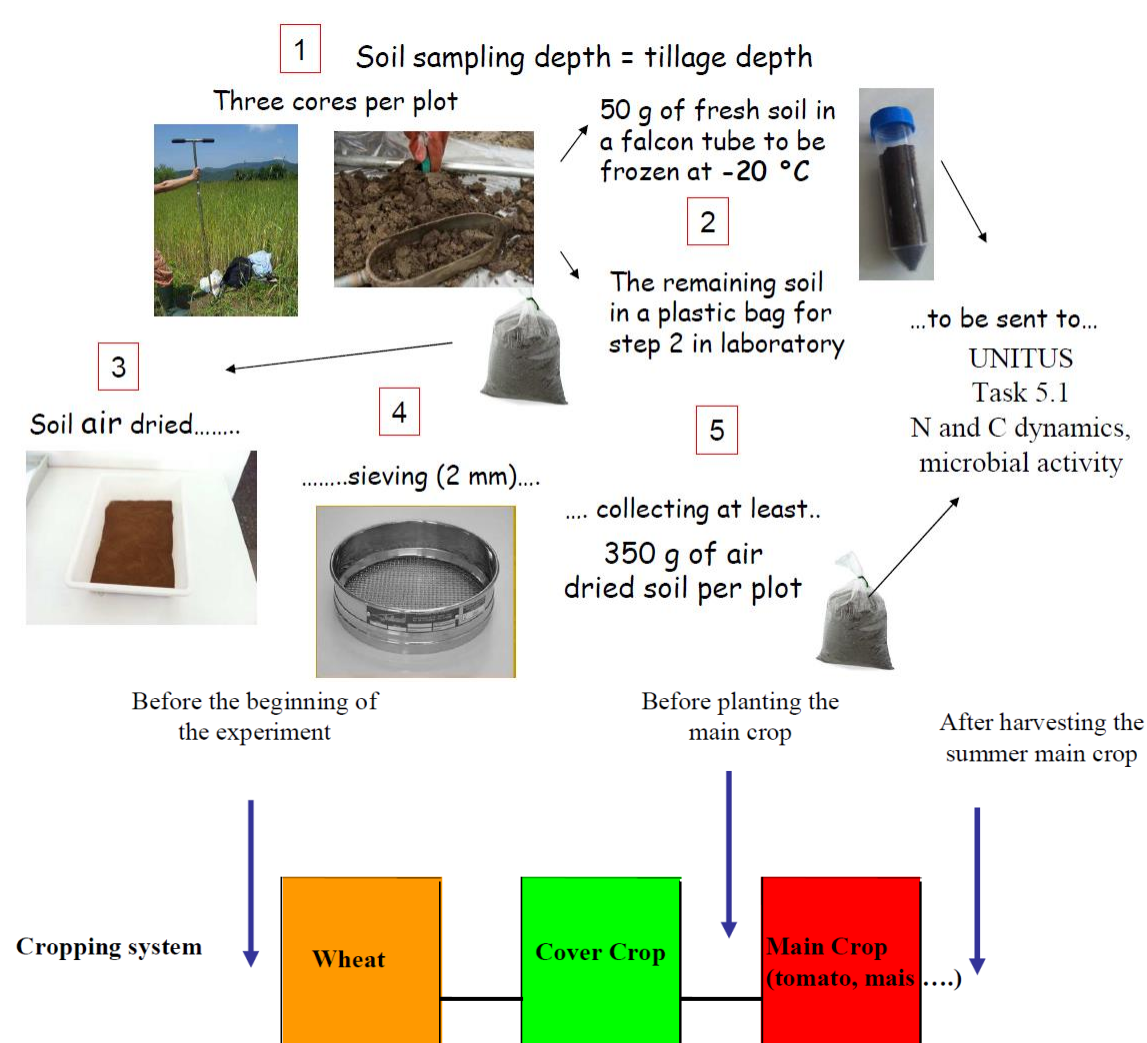 1
Soil sampling depth = tillage depth
Three cores per plot
50 g of fresh soil in
a falcon tube to be
frozen at -20 °C
2
The remaining soil
in a plastic bag for
step 2 in laboratory
…to be sent to…
UNITUS
Task 5.1
N and C dynamics,
microbial activity
3
Soil air dried……..
4
……..sieving (2 mm)….
5
…. collecting at least..
350 g of air
dried soil per plot
Before the beginning of
the experiment
Before planting the
main crop
After harvesting the
summer main crop
Cropping system
Wheat
Cover Crop
Main Crop
(tomato, mais ….)